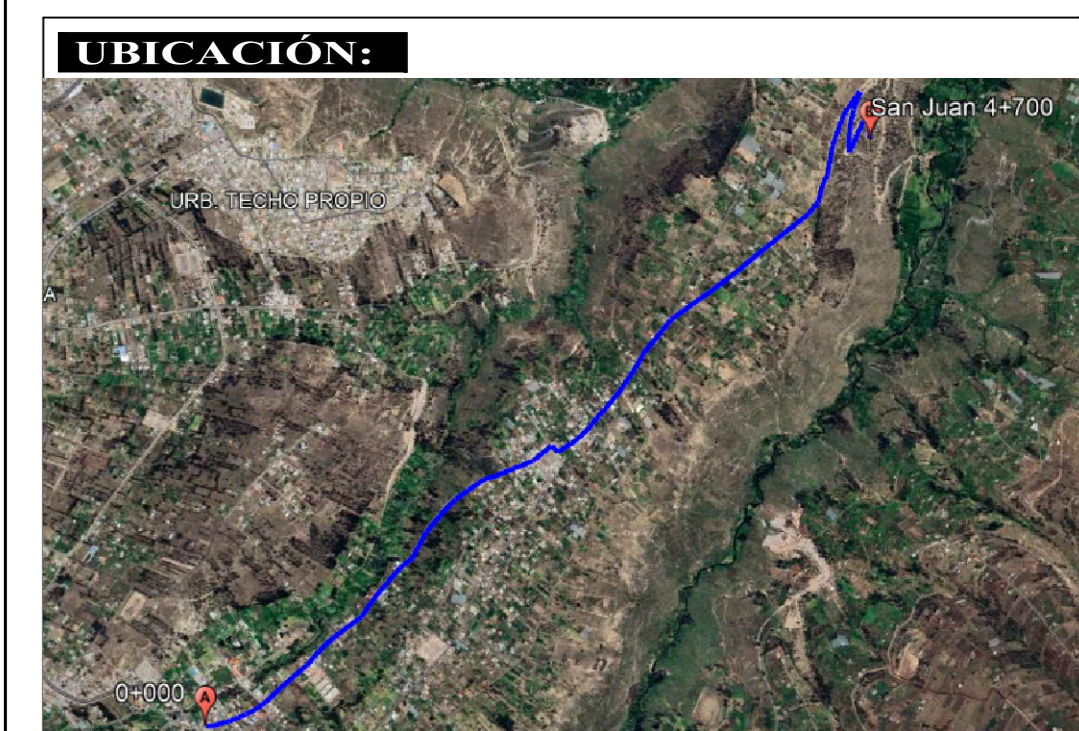 UBICACIÓN:
San Juan 4+700
URB. TECHO PROPIO
A
0+000
A